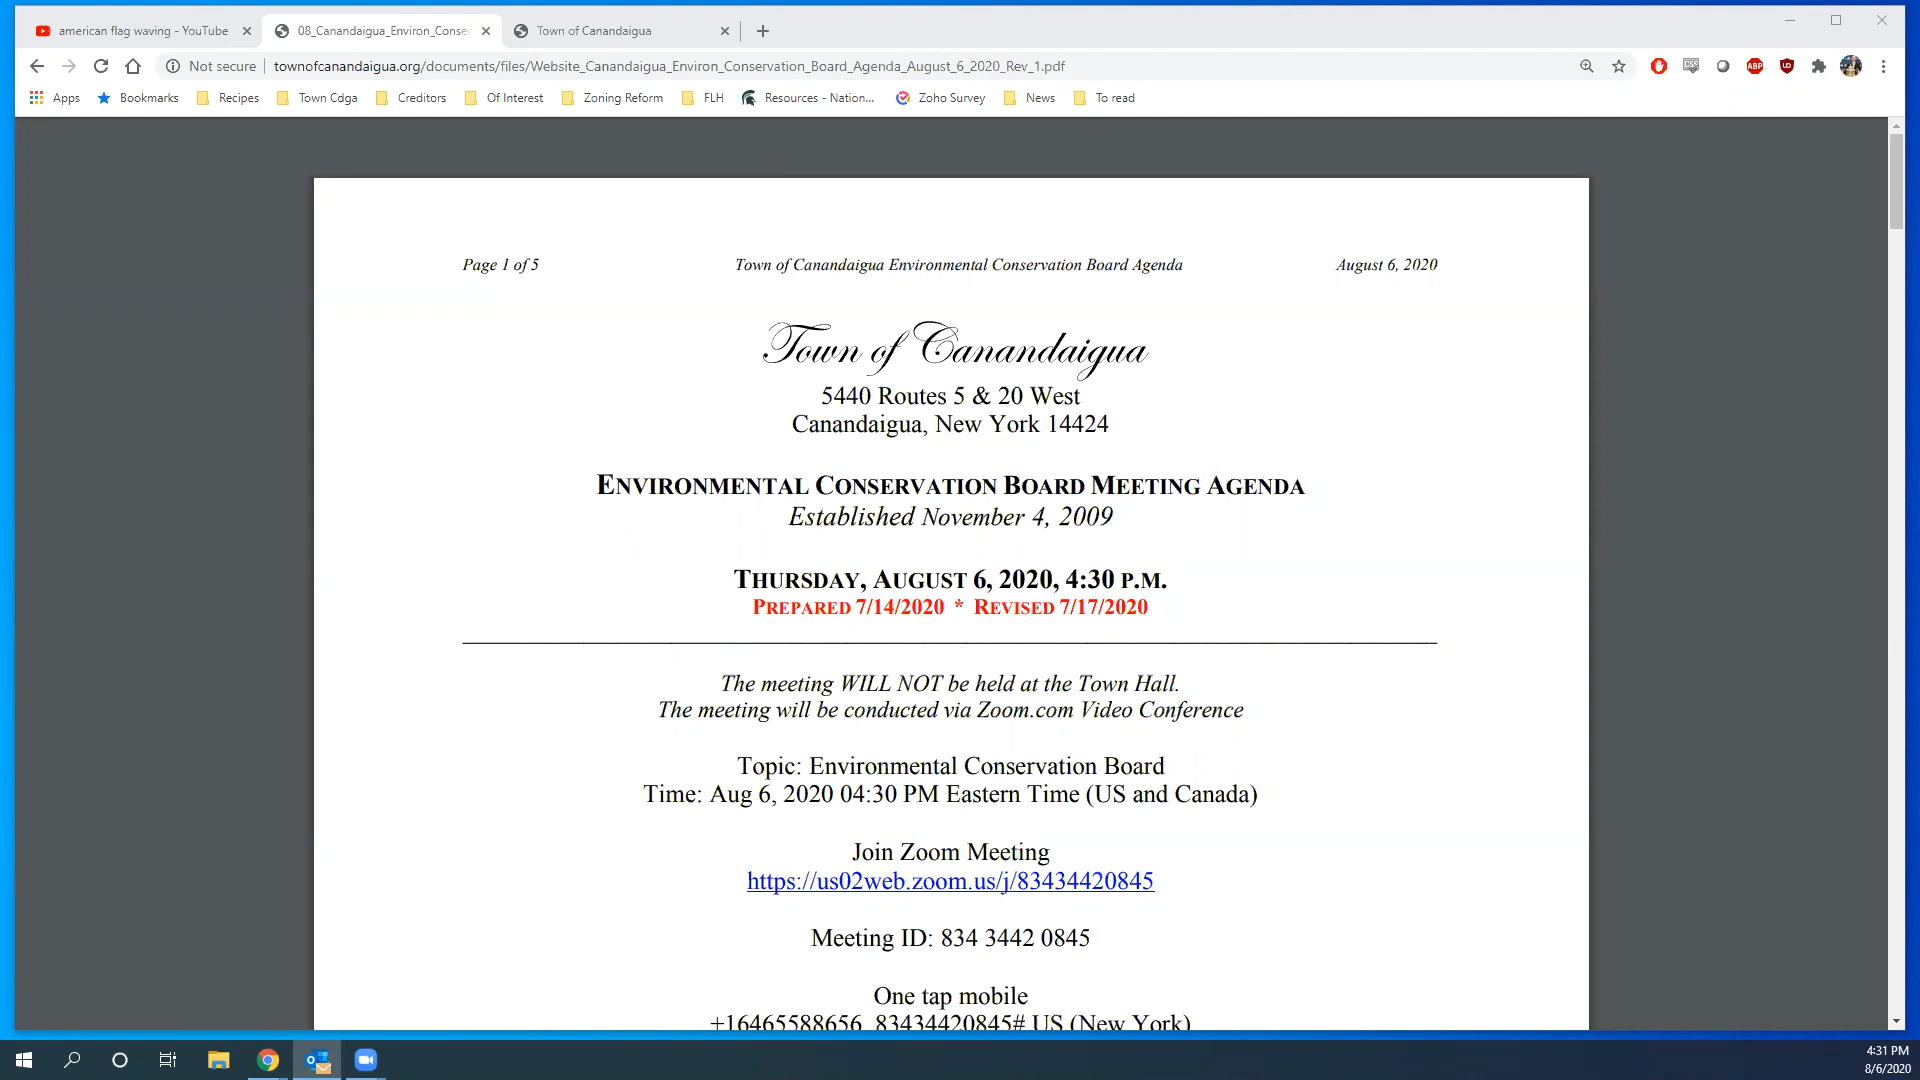 american flag waving - YouTube
08_Canandaigua_Environ_Conser
Town of Canandaigua
Not secure
townofcanandaigua.org/documents/files/Website_Canandaigua_Environ_Conservation_Board_Agenda_August_6_2020_Rev_1.pdf
CSS
ABP
Apps
Bookmarks
Recipes
Town Cdga
Creditors
Of Interest
Zoning Reform
FLH
Resources - Nation...
Zoho Survey
News
To read
Page 1 of 5
Town of Canandaigua Environmental Conservation Board Agenda
August 6, 2020
Town of Canandaigua
5440 Routes 5 & 20 West
Canandaigua, New York 14424
ENVIRONMENTAL CONSERVATION BOARD MEETING AGENDA
Established November 4, 2009
THURSDAY, AUGUST 6, 2020, 4:30 P.M.
PREPARED 7/14/2020 * REVISED 7/17/2020
The meeting WILL NOT be held at the Town Hall.
The meeting will be conducted via Zoom.com Video Conference
Topic: Environmental Conservation Board
Time: Aug 6, 2020 04:30 PM Eastern Time (US and Canada)
Join Zoom Meeting
https://us02web.zoom.us/j/83434420845
Meeting ID: 834 3442 0845
One tap mobile
+16465588656,,83434420845# US (New York)
4:31 PM
8/6/2020